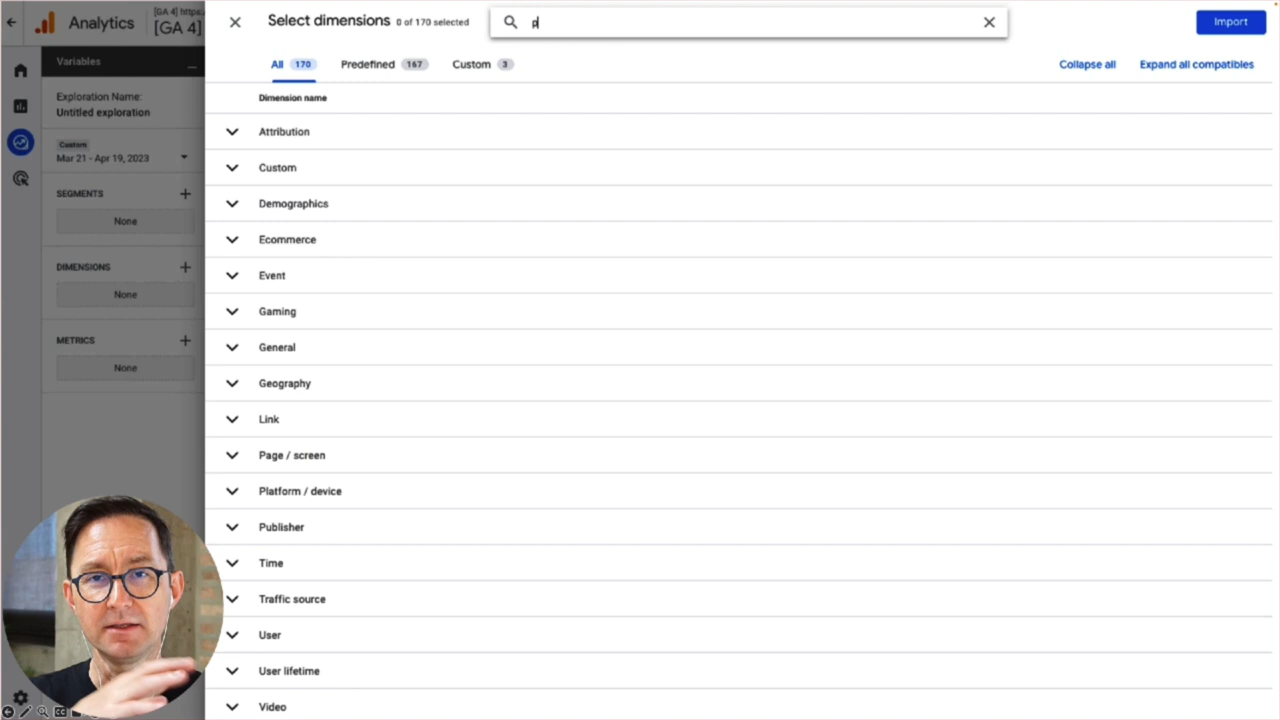 Analytics
[GA 4] https:
[GA 4]
Select dimensions 0 of 170 selected
p
Import
All 170
Predefined 167
Custom 3
Collapse all
Expand all compatibles
Variables
Exploration Name:
Untitled exploration
Custom
Mar 21 - Apr 19, 2023
SEGMENTS
None
DIMENSIONS
None
METRICS
None
Dimension name
Attribution
Custom
Demographics
Ecommerce
Event
Gaming
General
Geography
Link
Page / screen
Platform / device
Publisher
Time
Traffic source
User
User lifetime
Video